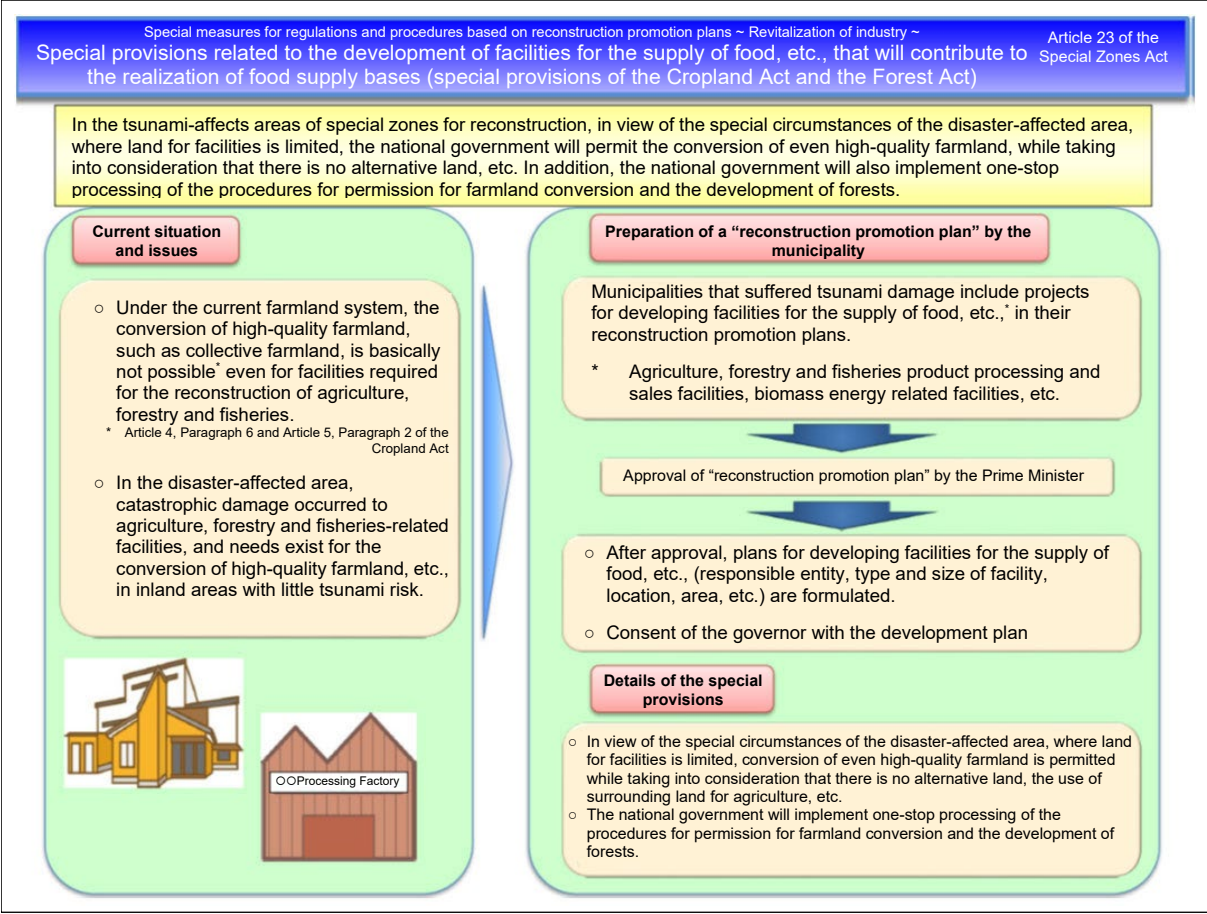 Special measures for regulations and procedures based on reconstruction promotion plans ~ Revitalization of industry ~
Special provisions related to the development of facilities for the supply of food, etc., that will contribute to
the realization of food supply bases (special provisions of the Cropland Act and the Forest Act)
Article 23 of the
Special Zones Act
In the tsunami-affects areas of special zones for reconstruction, in view of the special circumstances of the disaster-affected area,
where land for facilities is limited, the national government will permit the conversion of even high-quality farmland, while taking
into consideration that there is no alternative land, etc. In addition, the national government will also implement one-stop
processing of the procedures for permission for farmland conversion and the development of forests.
Current situation
and issues
○ Under the current farmland system, the
conversion of high-quality farmland,
such as collective farmland, is basically
not possible* even for facilities required
for the reconstruction of agriculture,
forestry and fisheries.
* Article 4, Paragraph 6 and Article 5, Paragraph 2 of the
Cropland Act
○ In the disaster-affected area,
catastrophic damage occurred to
agriculture, forestry and fisheries-related
facilities, and needs exist for the
conversion of high-quality farmland, etc.,
in inland areas with little tsunami risk.
○○Processing Factory
Preparation of a “reconstruction promotion plan” by the
municipality
Municipalities that suffered tsunami damage include projects
for developing facilities for the supply of food, etc.,* in their
reconstruction promotion plans.
* Agriculture, forestry and fisheries product processing and
sales facilities, biomass energy related facilities, etc.
Approval of “reconstruction promotion plan” by the Prime Minister
○ After approval, plans for developing facilities for the supply of
food, etc., (responsible entity, type and size of facility,
location, area, etc.) are formulated.
○ Consent of the governor with the development plan
Details of the special
provisions
○ In view of the special circumstances of the disaster-affected area, where land
for facilities is limited, conversion of even high-quality farmland is permitted
while taking into consideration that there is no alternative land, the use of
surrounding land for agriculture, etc.
○ The national government will implement one-stop processing of the
procedures for permission for farmland conversion and the development of
forests.